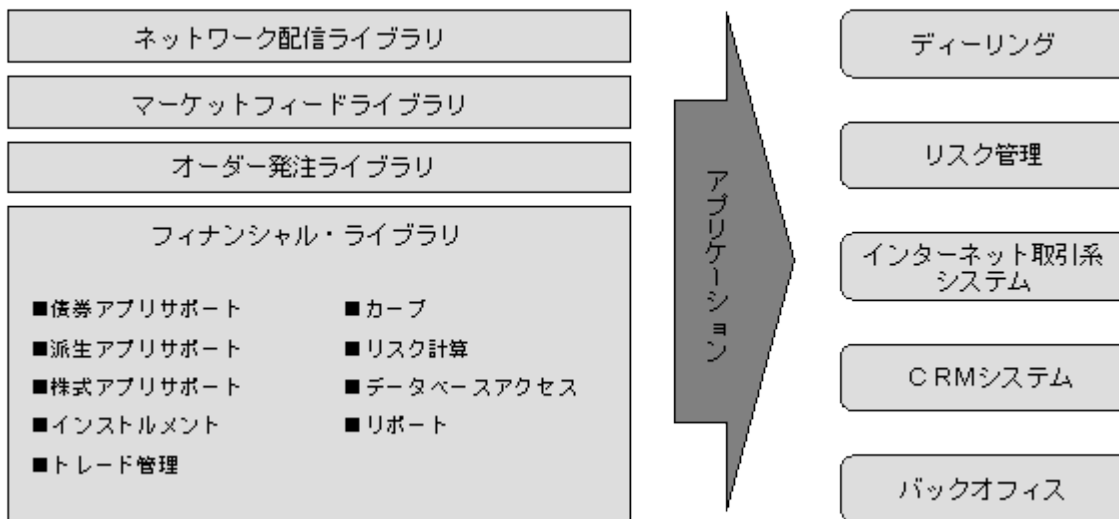 ネットワーク配信ライブラリ
マーケットフィードライブラリ
オーダー発注ライブラリ
フィナンシャル・ライブラリ
■債券アプリサポート
■派生アプリサポート
■株式アプリサポート
■インストルメント
■トレード管理
■カーブ
■リスク計算
■データベースアクセス
■リポート
アプリケーション
ディーリング
リスク管理
インターネット取引系
システム
ＣＲＭシステム
バックオフィス